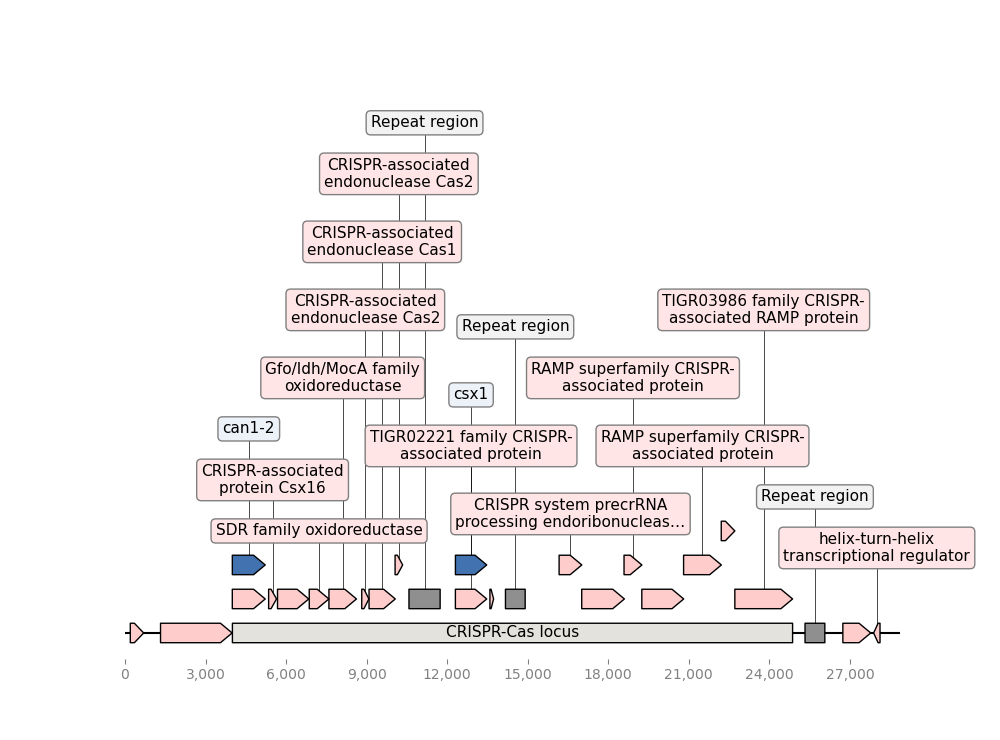 Repeat region
CRISPR-associated
endonuclease Cas2
CRISPR-associated
endonuclease Cas1
CRISPR-associated
endonuclease Cas2
TIGR03986 family CRISPR-
associated RAMP protein
Repeat region
Gfo/Idh/MocA family
oxidoreductase
RAMP superfamily CRISPR-
associated protein
csx1
can1-2
TIGR02221 family CRISPR-
associated protein
RAMP superfamily CRISPR-
associated protein
CRISPR-associated
protein Csx16
Repeat region
CRISPR system precrRNA
processing endoribonucleas...
SDR family oxidoreductase
helix-turn-helix
transcriptional regulator
CRISPR-Cas locus
0 3,000 6,000 9,000 12,000 15,000 18,000 21,000 24,000 27,000